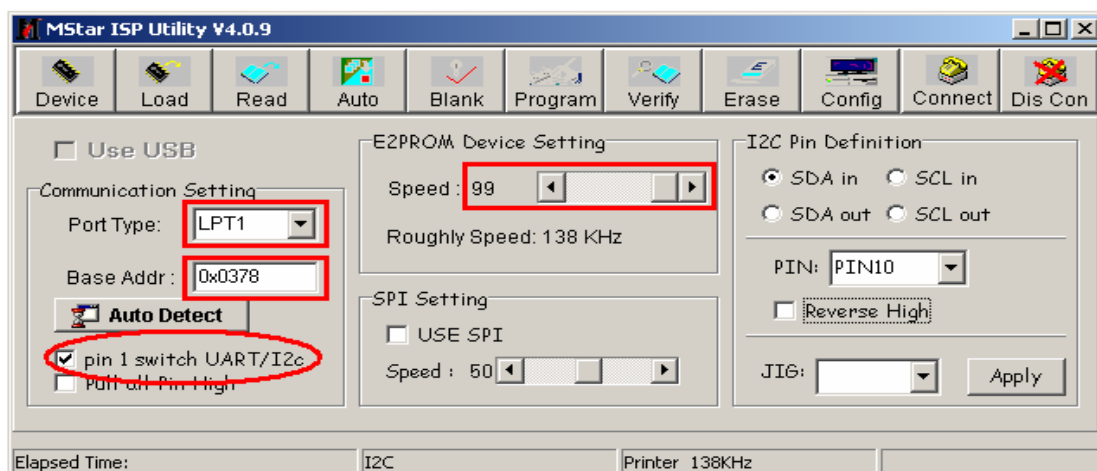 MStar ISP Utility V4.0.9
Device Load Read Auto Blank Program Verify Erase Config Connect Dis Con
Use USB
Communication Setting
Port Type: LPT1
Base Addr : 0x0378
Auto Detect
pin 1 switch UART/I2c
Pull all Pin High
E2PROM Device Setting
Speed : 99
Roughly Speed: 138 KHz
SPI Setting
USE SPI
Speed : 50
I2C Pin Definition
SDA in SCL in
SDA out SCL out
PIN: PIN10
Reverse High
JIG: Apply
Elapsed Time: I2C Printer 138KHz